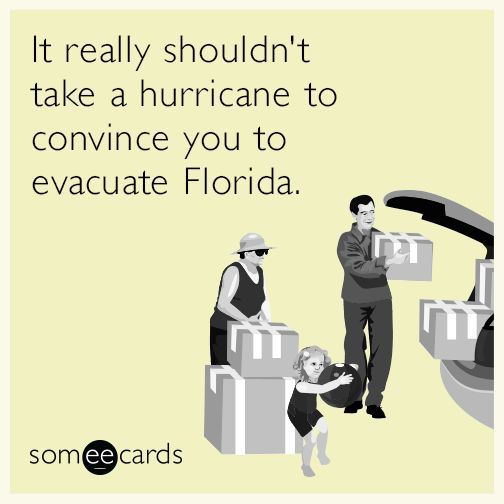 It really shouldn't
take a hurricane to
convince you to
evacuate Florida.
someecards